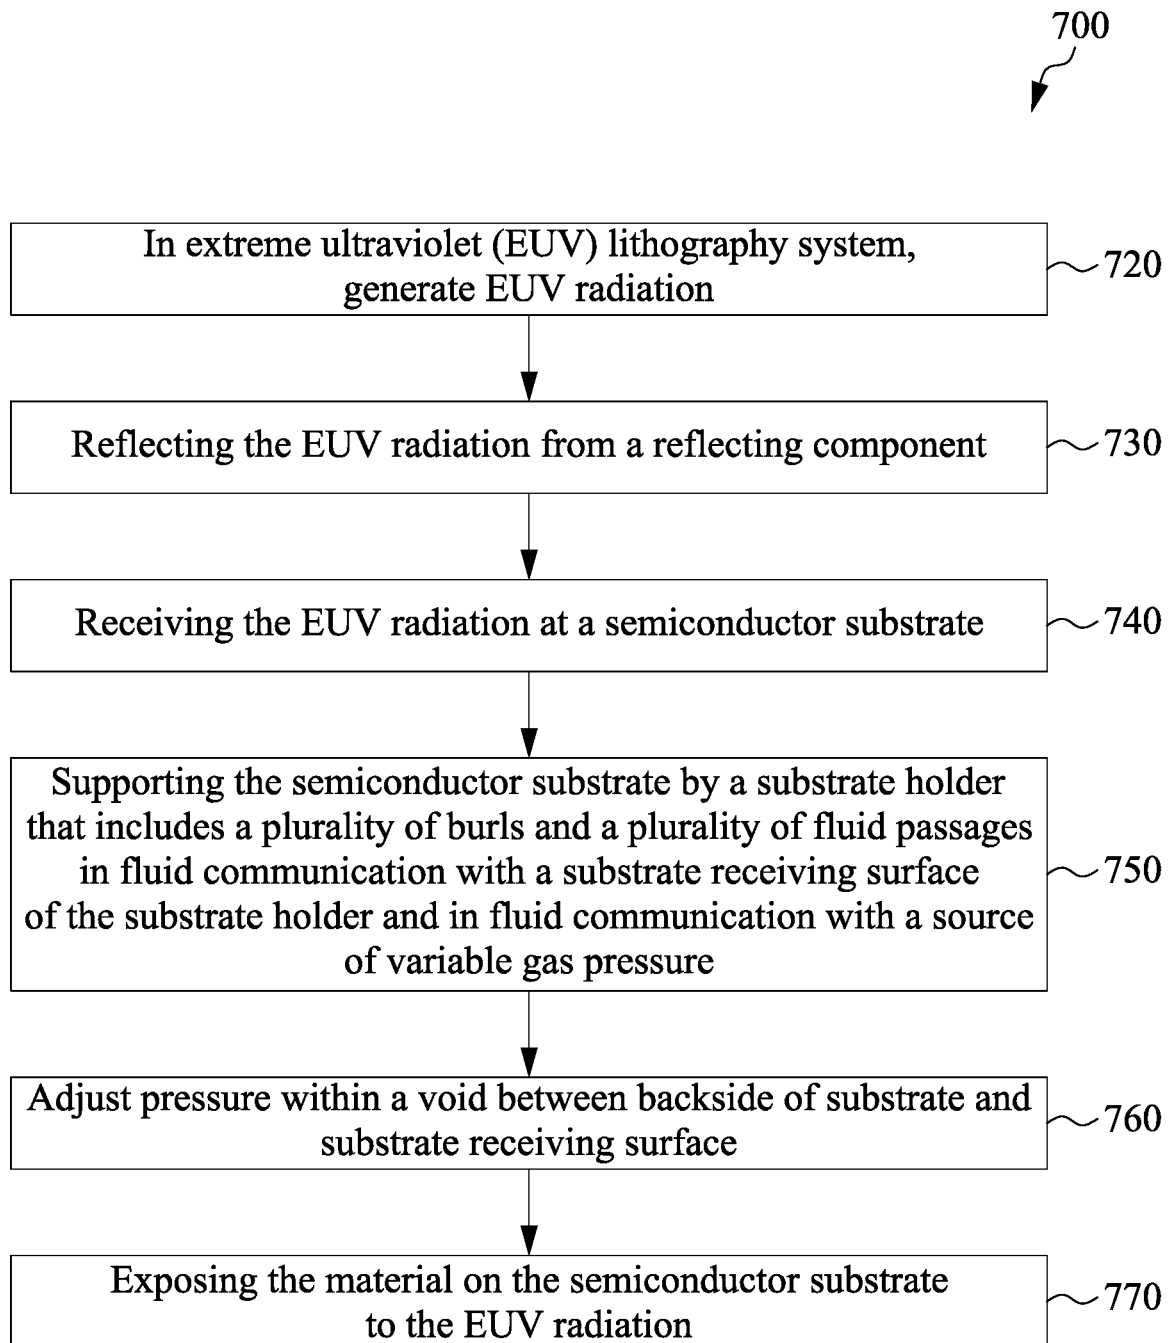 700
In extreme ultraviolet (EUV) lithography system,
generate EUV radiation
720
Reflecting the EUV radiation from a reflecting component
730
Receiving the EUV radiation at a semiconductor substrate
740
Supporting the semiconductor substrate by a substrate holder
that includes a plurality of burls and a plurality of fluid passages
in fluid communication with a substrate receiving surface
of the substrate holder and in fluid communication with a source
of variable gas pressure
750
Adjust pressure within a void between backside of substrate and
substrate receiving surface
760
Exposing the material on the semiconductor substrate
to the EUV radiation
770